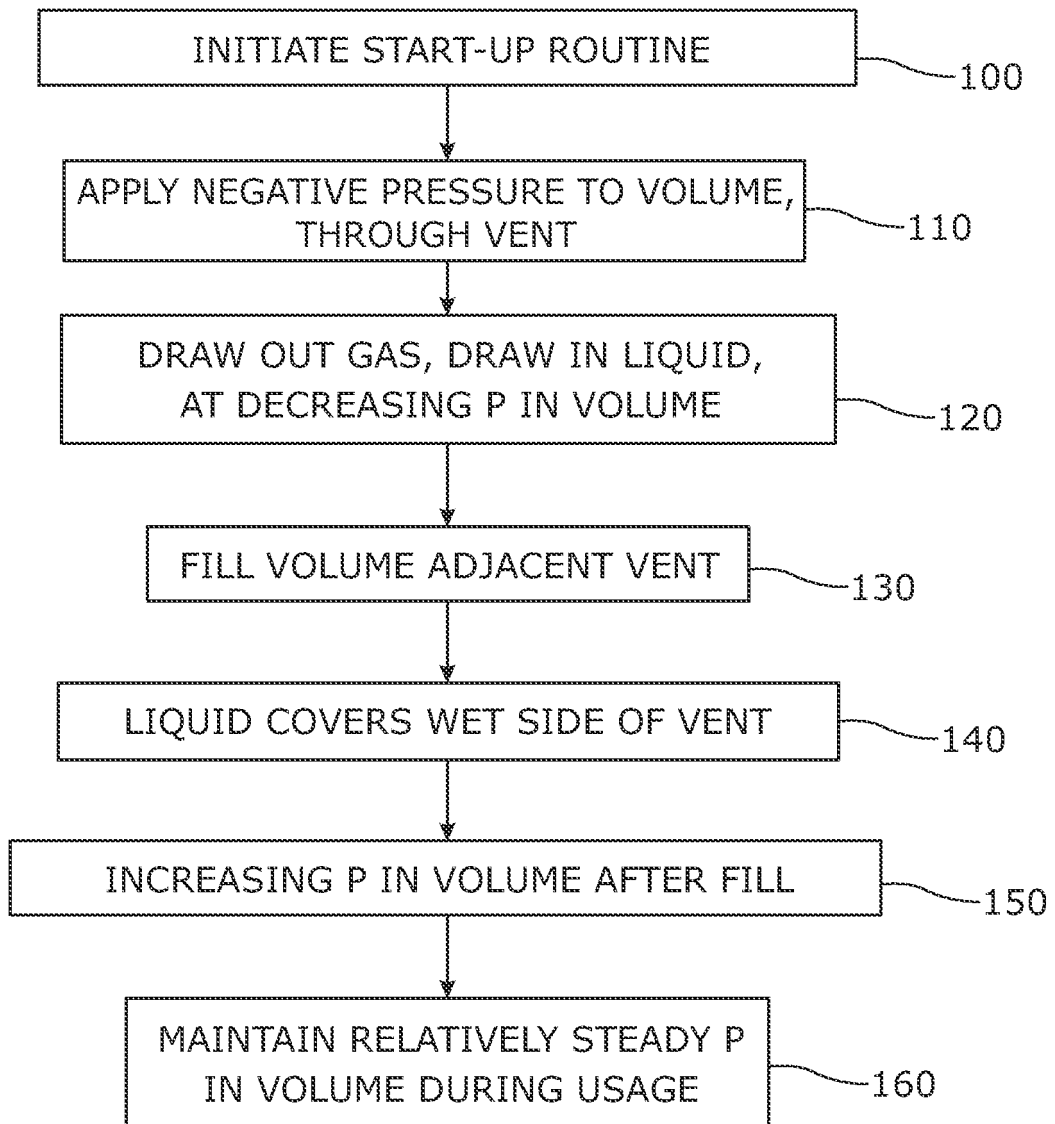 INITIATE START-UP ROUTINE
100
APPLY NEGATIVE PRESSURE TO VOLUME,
THROUGH VENT
110
DRAW OUT GAS, DRAW IN LIQUID,
AT DECREASING P IN VOLUME
120
FILL VOLUME ADJACENT VENT
130
LIQUID COVERS WET SIDE OF VENT
140
INCREASING P IN VOLUME AFTER FILL
150
MAINTAIN RELATIVELY STEADY P
IN VOLUME DURING USAGE
160